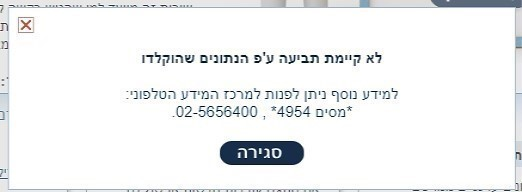 לא קיימת תביעה ע'פ הנתונים שהוקלדו
למידע נוסף ניתן לפנות למרכז המידע הטלפוני:
*מסים 4954* , 02-5656400.
סגירה